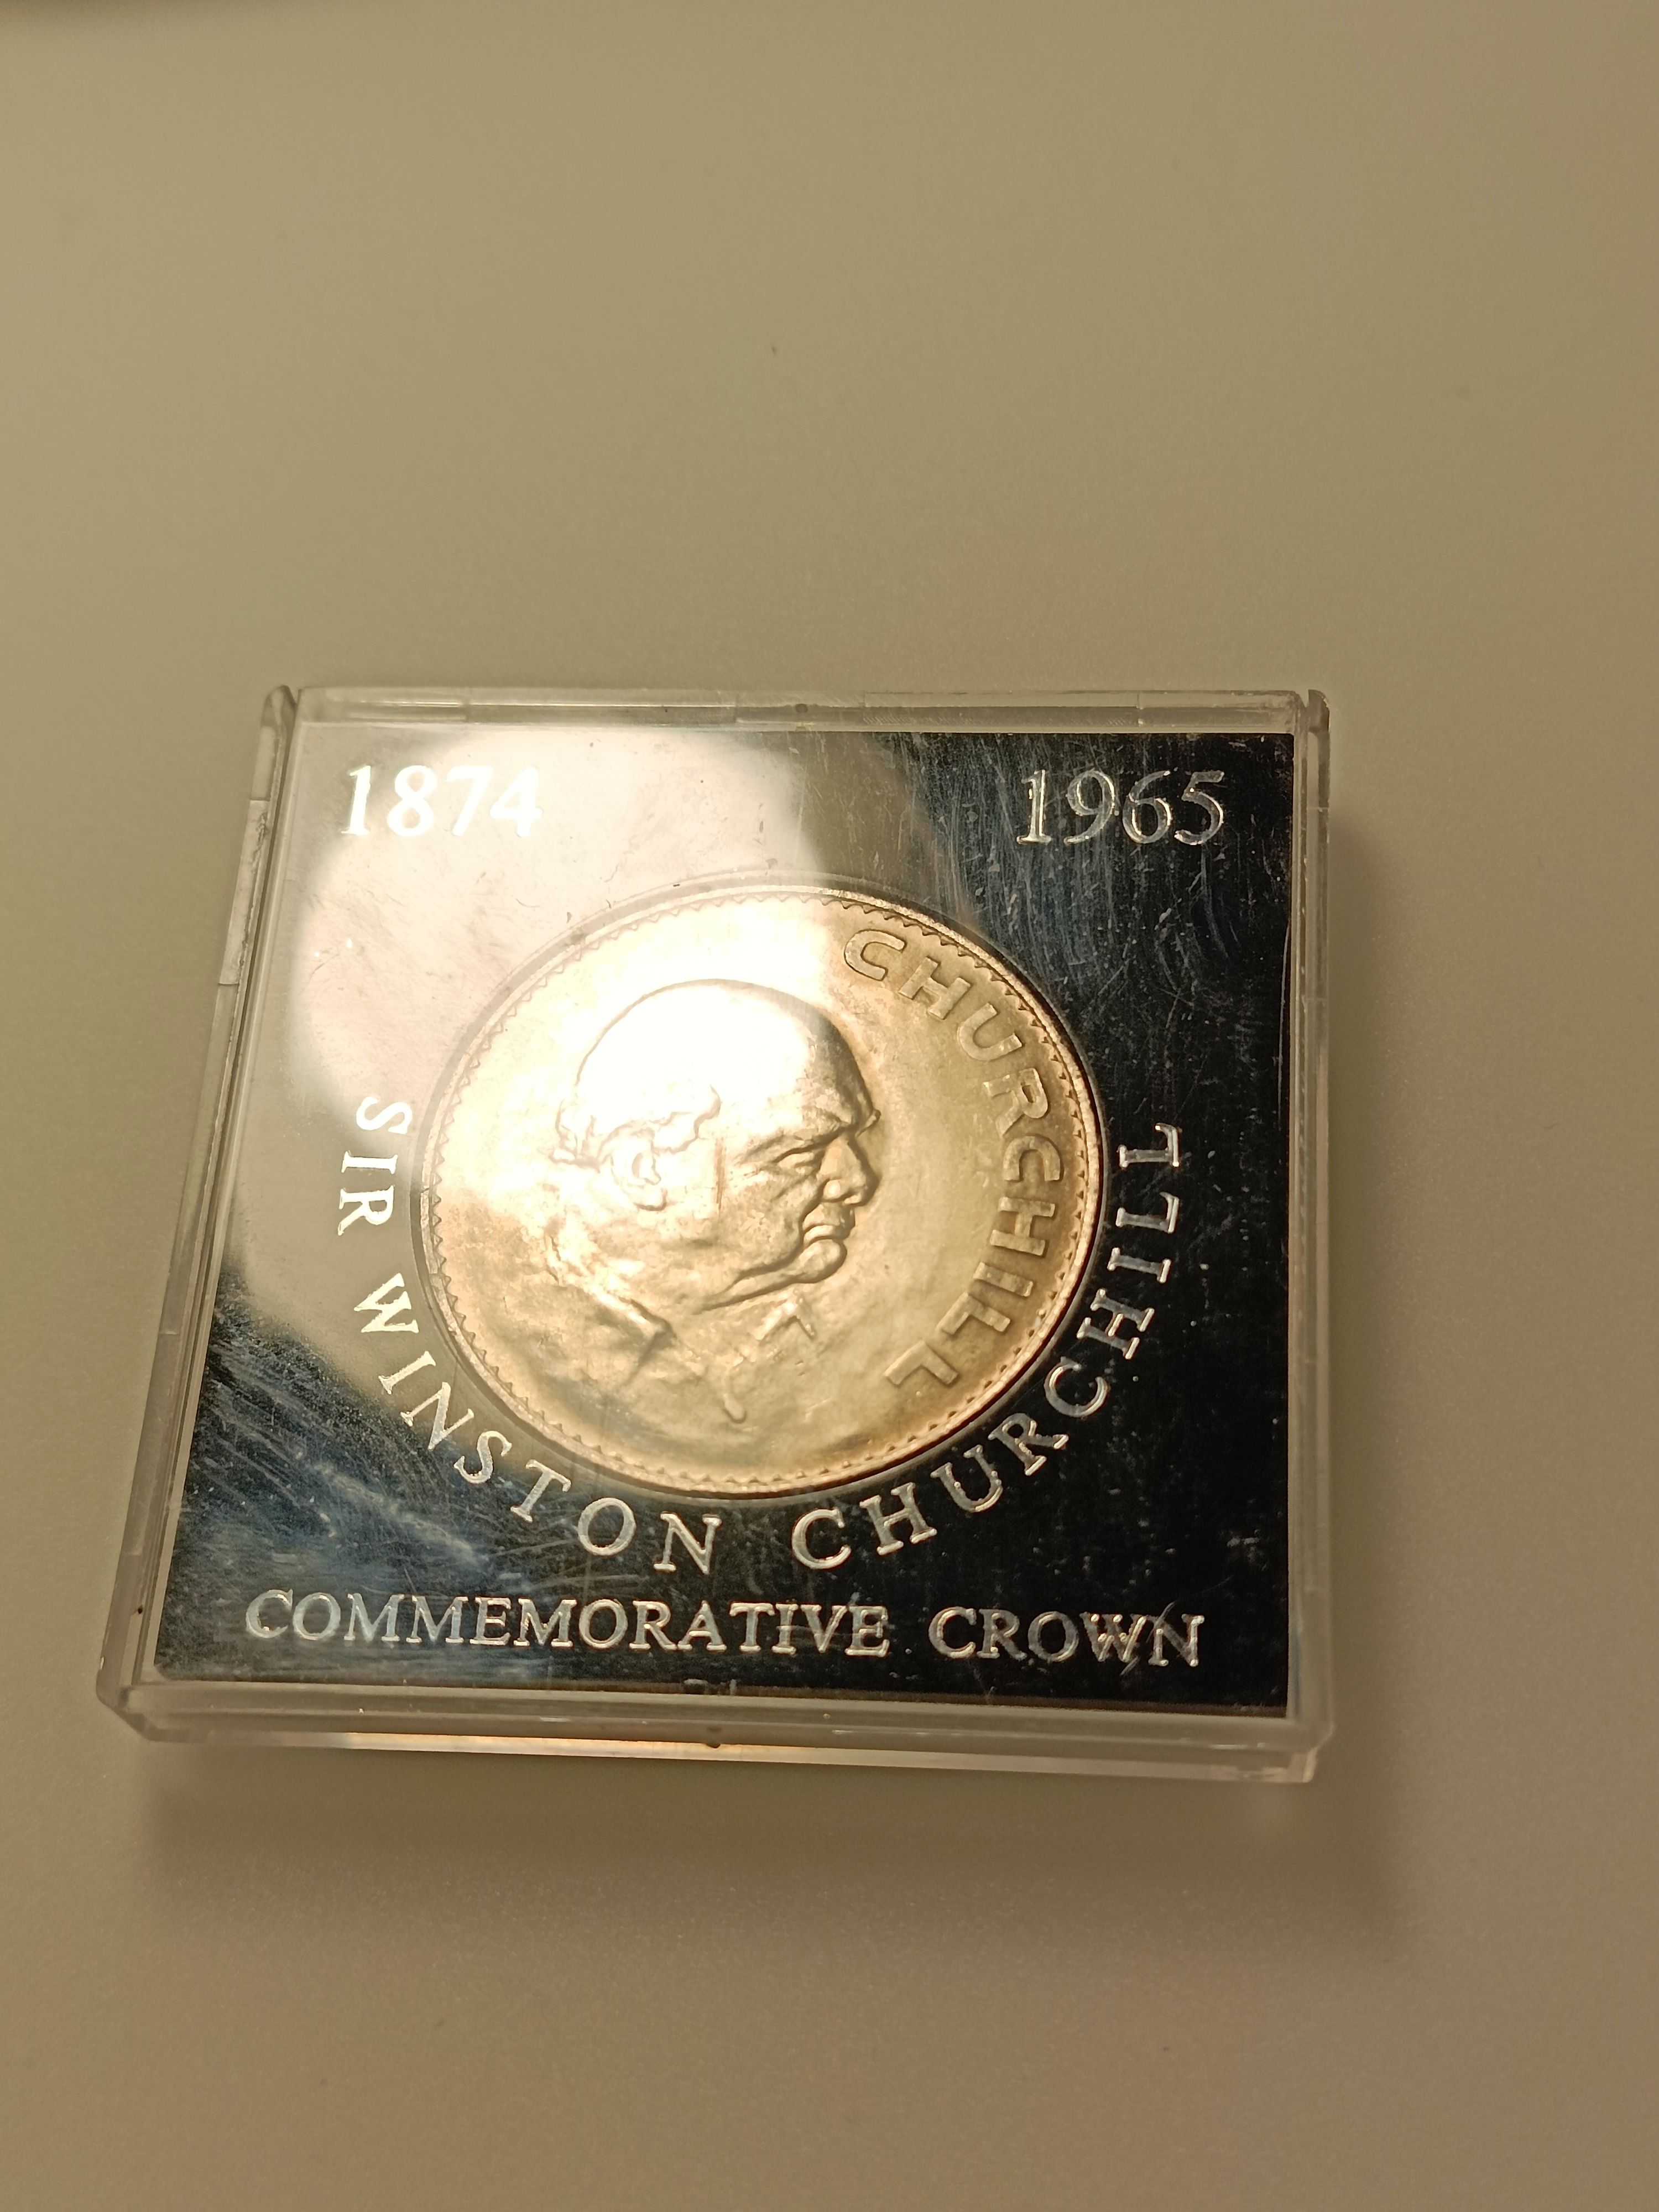 1874
1965
CHURCHILL
SIR WINSTON CHURCHILL
COMMEMORATIVE CROWN